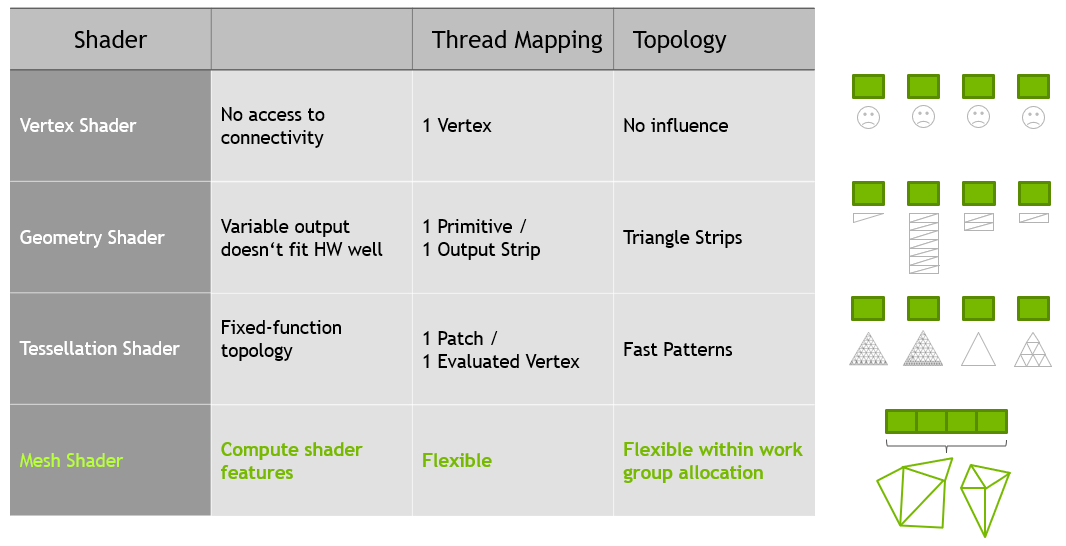 Shader
Thread Mapping
Topology
Vertex Shader
No access to
connectivity
1 Vertex
No influence
Geometry Shader
Variable output
doesn‘t fit HW well
1 Primitive /
1 Output Strip
Triangle Strips
Tessellation Shader
Fixed-function
topology
1 Patch /
1 Evaluated Vertex
Fast Patterns
Mesh Shader
Compute shader
features
Flexible
Flexible within work
group allocation